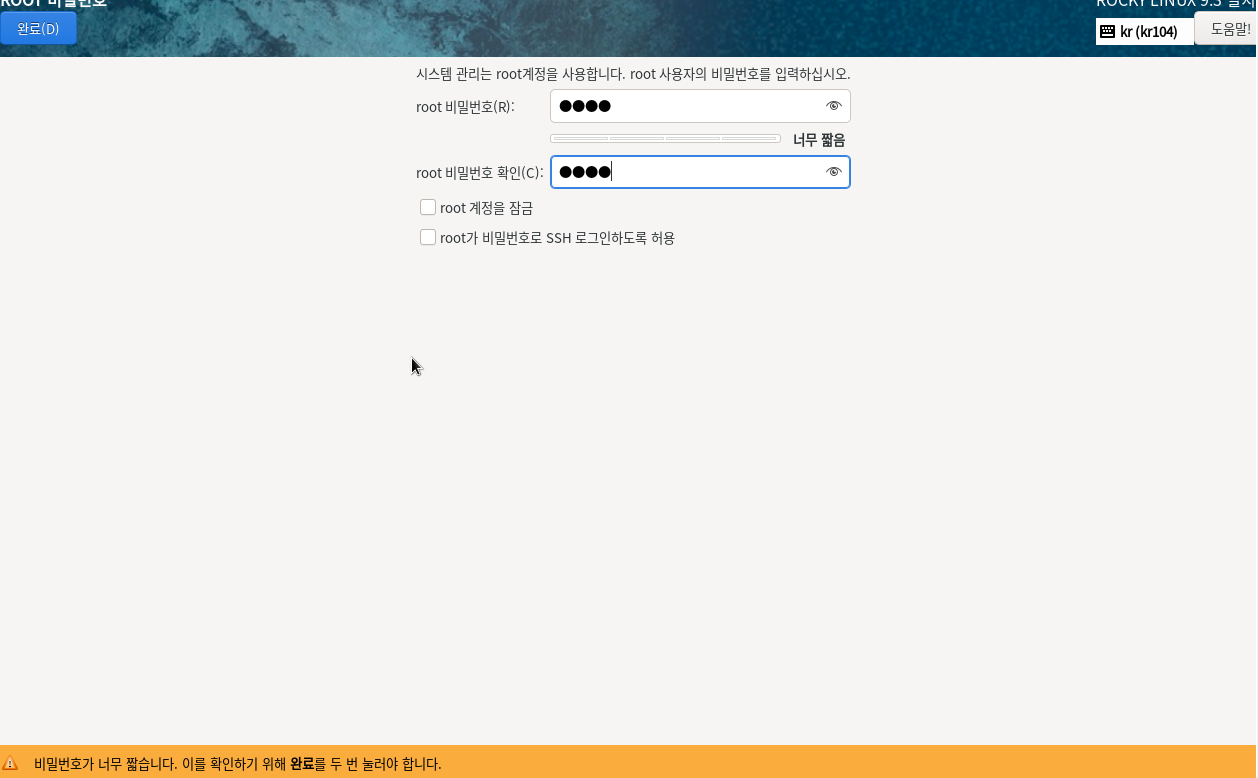 ROOT 비밀번호
ROCKY LINUX 9.3 설치
완료(D)
kr (kr104)
도움말!
시스템 관리는 root계정을 사용합니다. root 사용자의 비밀번호를 입력하십시오.
root 비밀번호(R):
●●●●
너무 짧음
root 비밀번호 확인(C):
●●●●
root 계정을 잠금
root가 비밀번호로 SSH 로그인하도록 허용
비밀번호가 너무 짧습니다. 이를 확인하기 위해 완료를 두 번 눌러야 합니다.